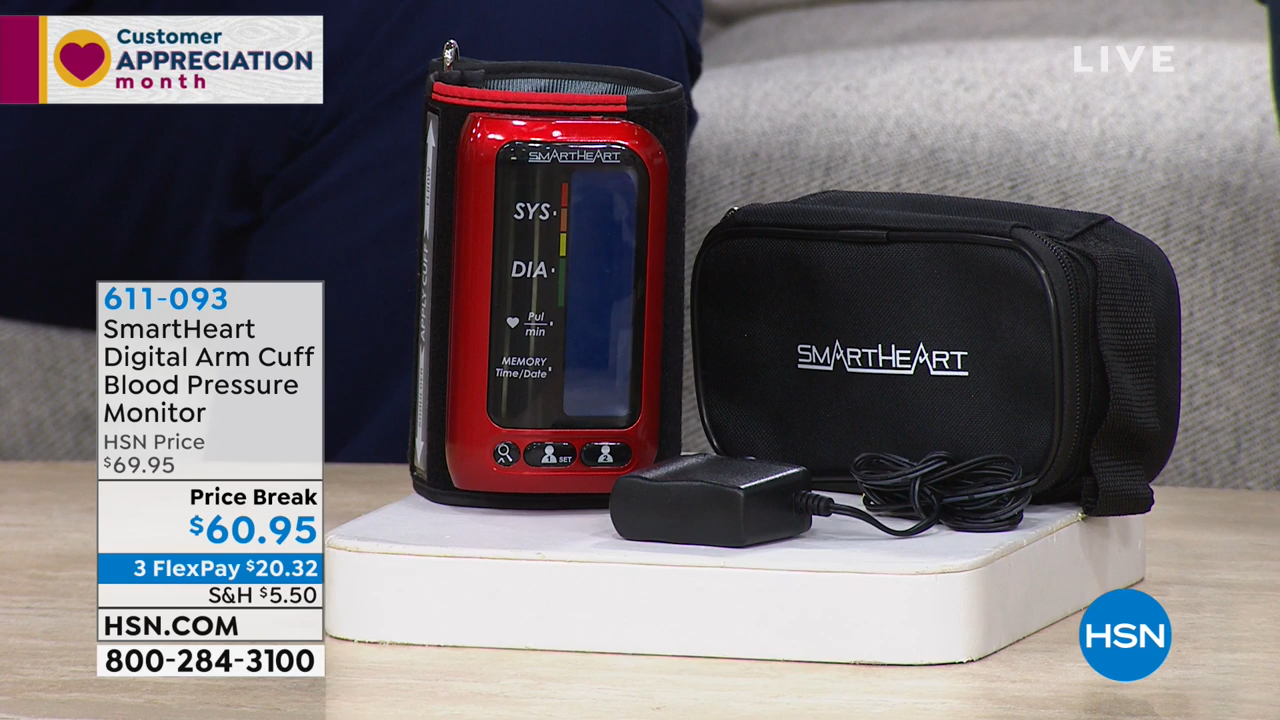 Customer
APPRECIATION
month
LIVE
SMARTHEART
SYS
DIA
Pul
min
MEMORY
Time/Date
1 SET
2
APPLY CUFF
SMARTHEART
611-093
SmartHeart
Digital Arm Cuff
Blood Pressure
Monitor
HSN Price
$69.95
Price Break
$60.95
3 FlexPay $20.32
S&H $5.50
HSN.COM
800-284-3100
HSN